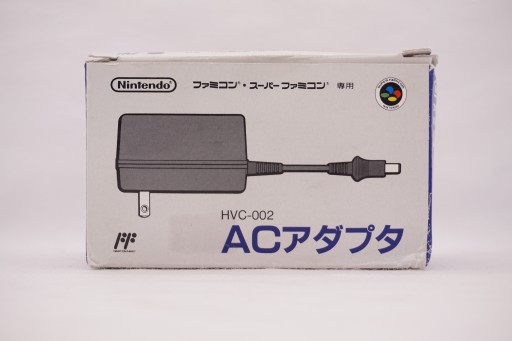 Nintendo
ファミコン®・スーパーファミコン® 専用
HVC-002
ACアダプタ